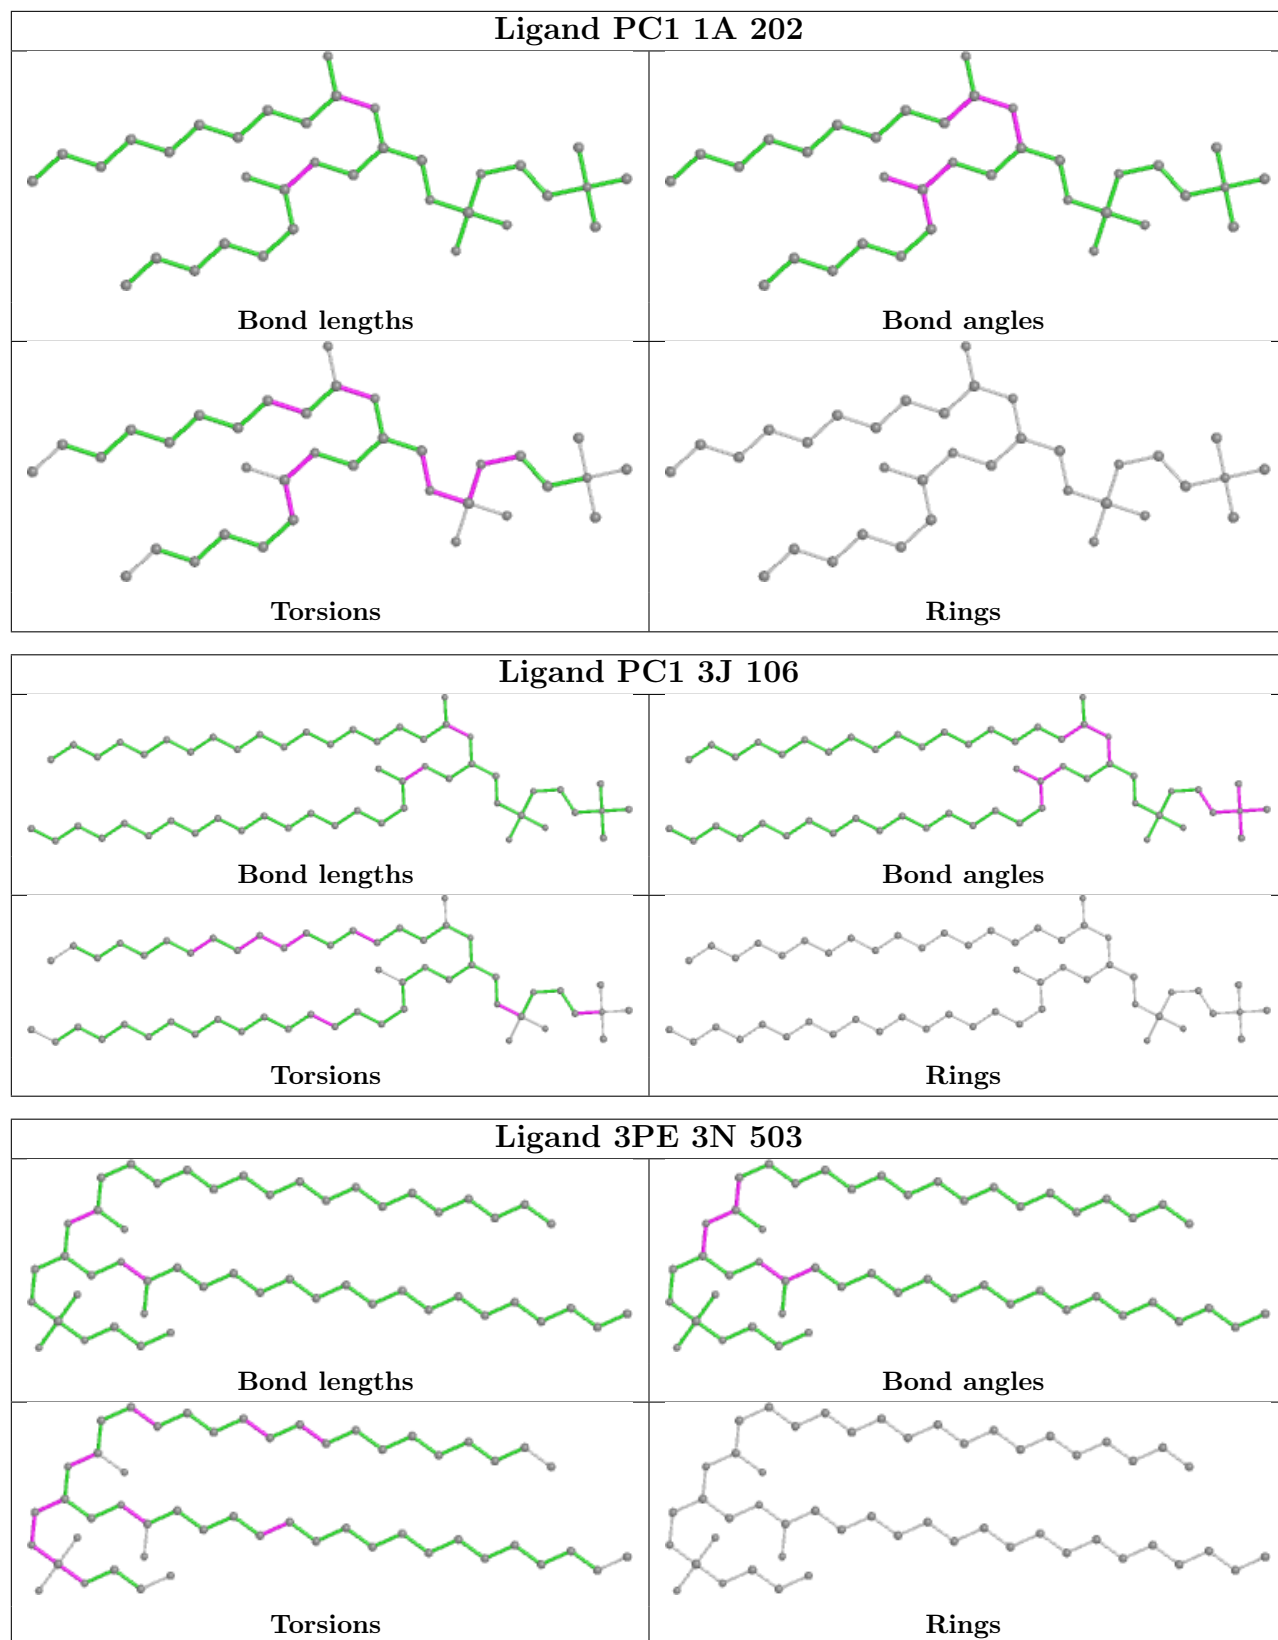 Ligand PC1 1A 202
Bond lengths
Bond angles
Torsions
Rings
Ligand PC1 3J 106
Bond lengths
Bond angles
Torsions
Rings
Ligand 3PE 3N 503
Bond lengths
Bond angles
Torsions
Rings